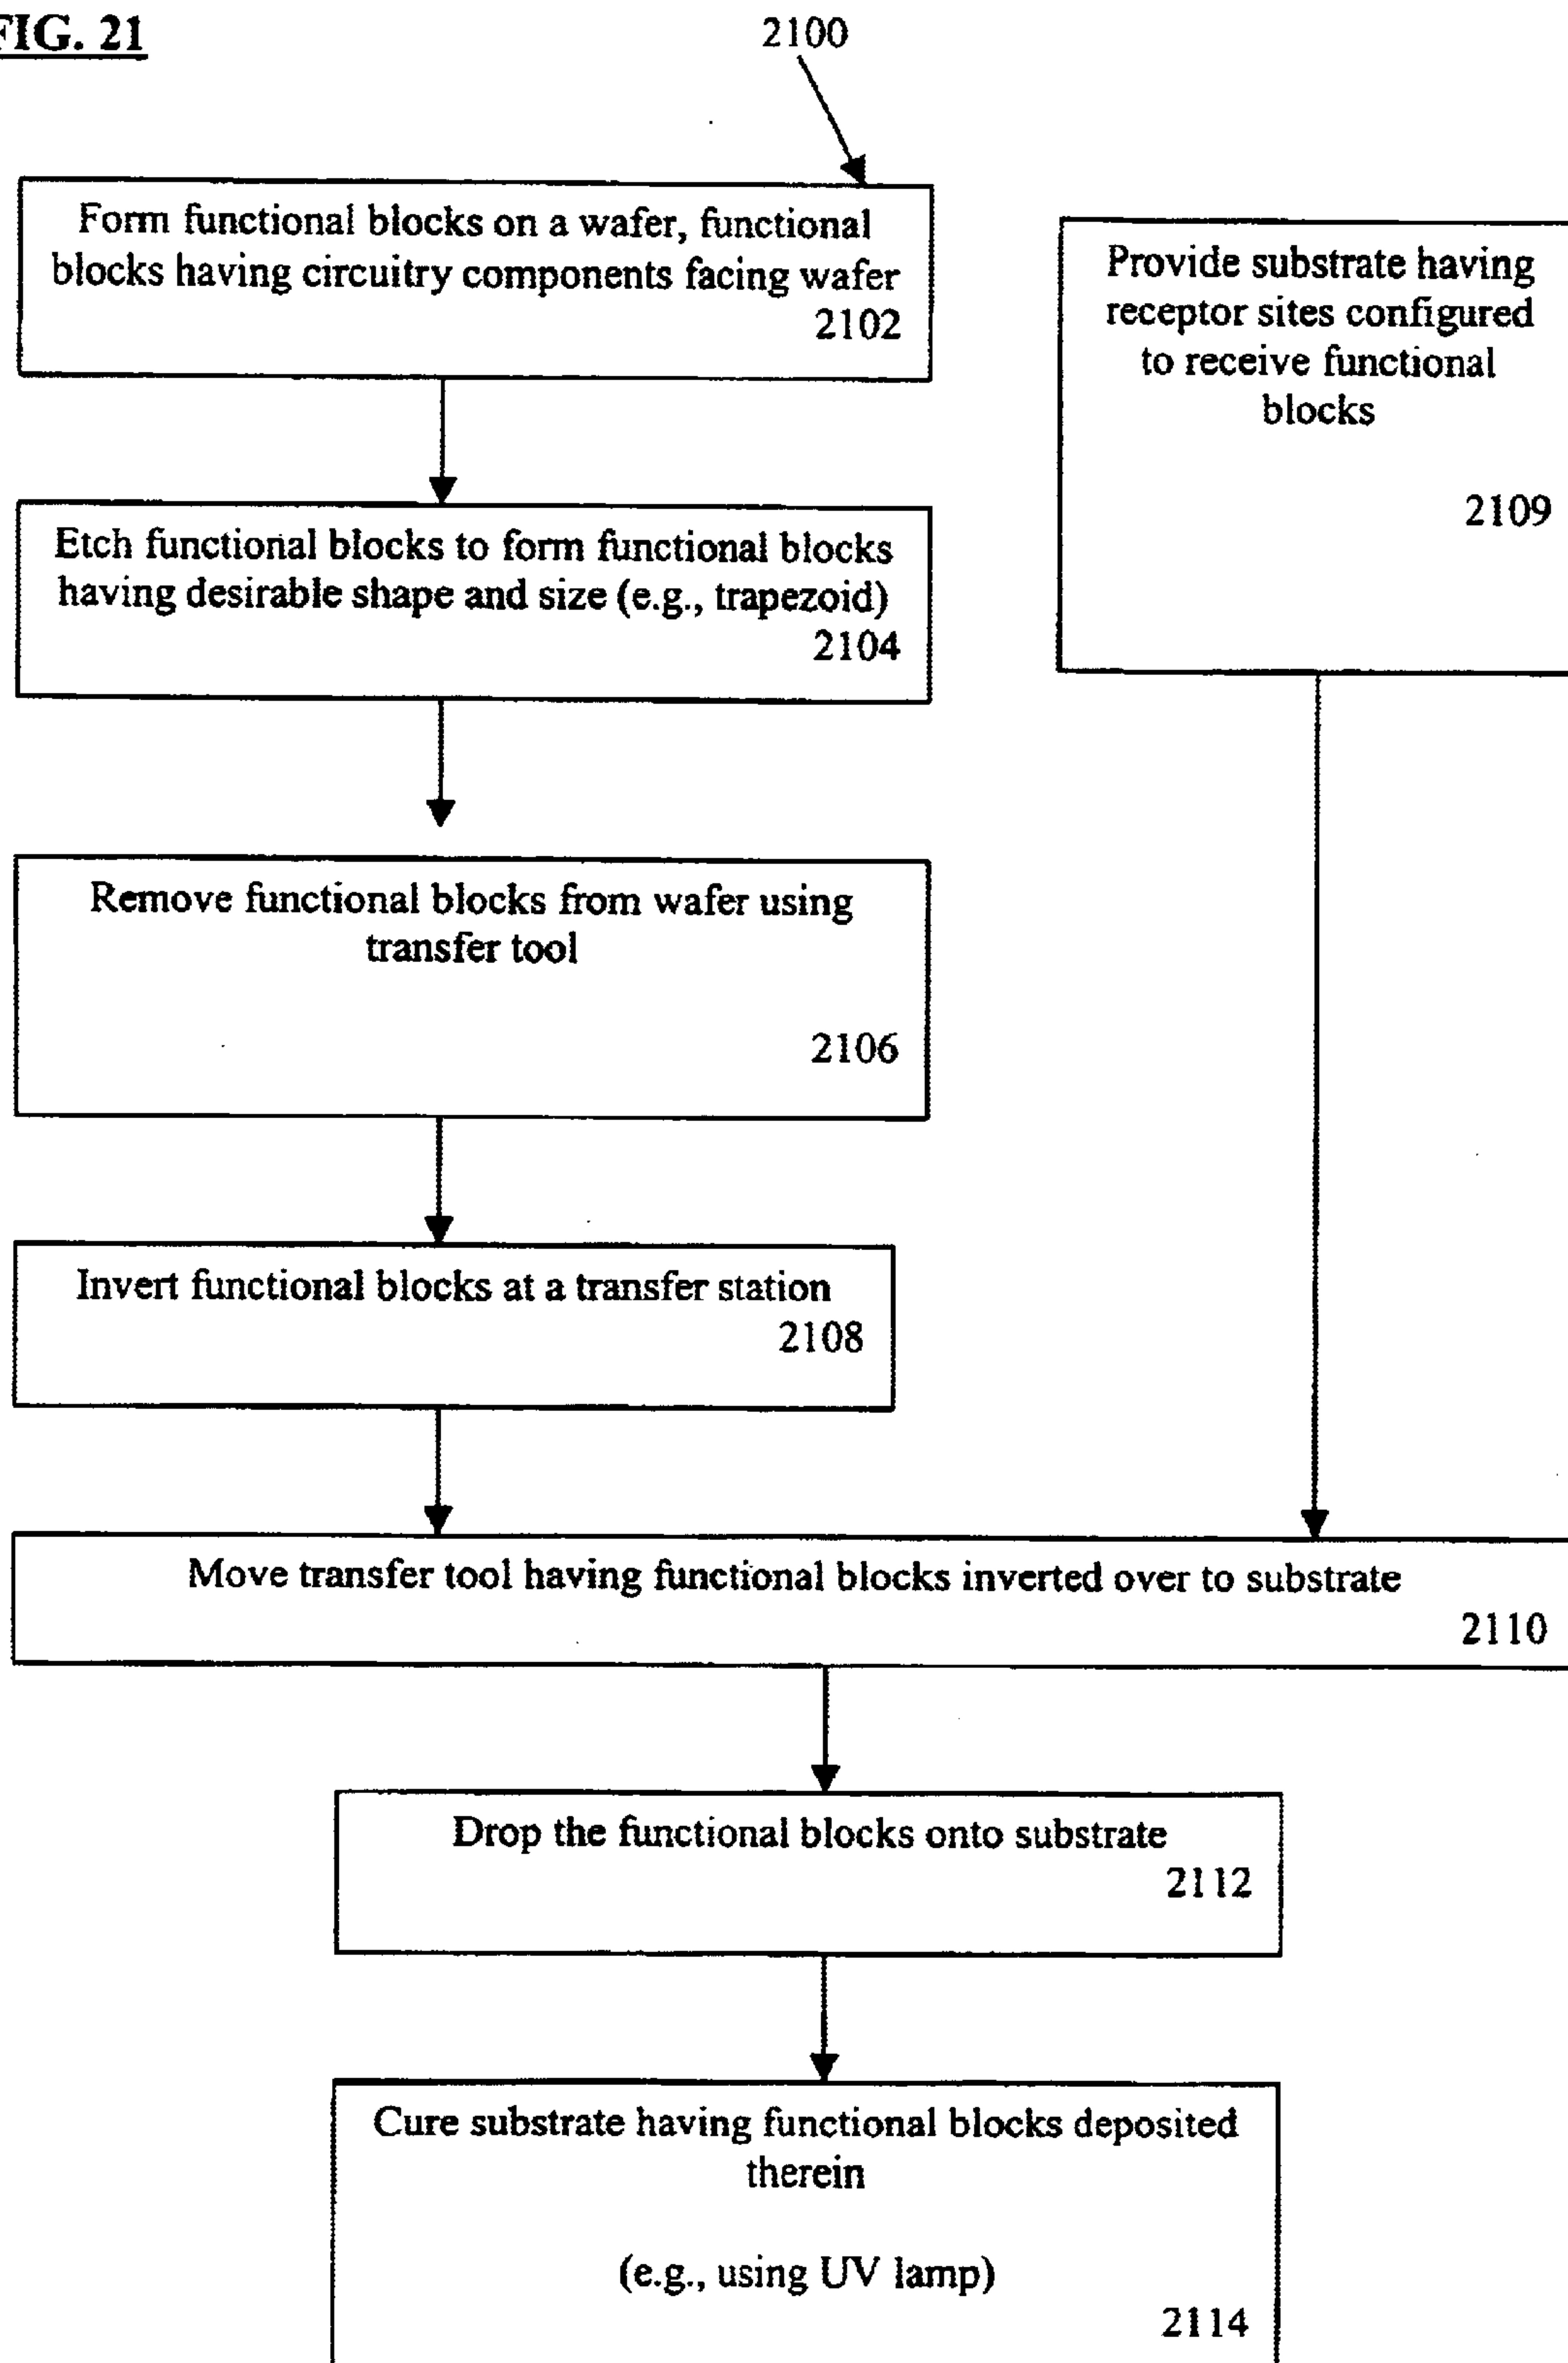 FIG. 21
2100
Form functional blocks on a wafer, functional
blocks having circuitry components facing wafer
2102
Provide substrate having
receptor sites configured
to receive functional
blocks
2109
Etch functional blocks to form functional blocks
having desirable shape and size (e.g., trapezoid)
2104
Remove functional blocks from wafer using
transfer tool
2106
Invert functional blocks at a transfer station
2108
Move transfer tool having functional blocks inverted over to substrate
2110
Drop the functional blocks onto substrate
2112
Cure substrate having functional blocks deposited
therein
(e.g., using UV lamp)
2114